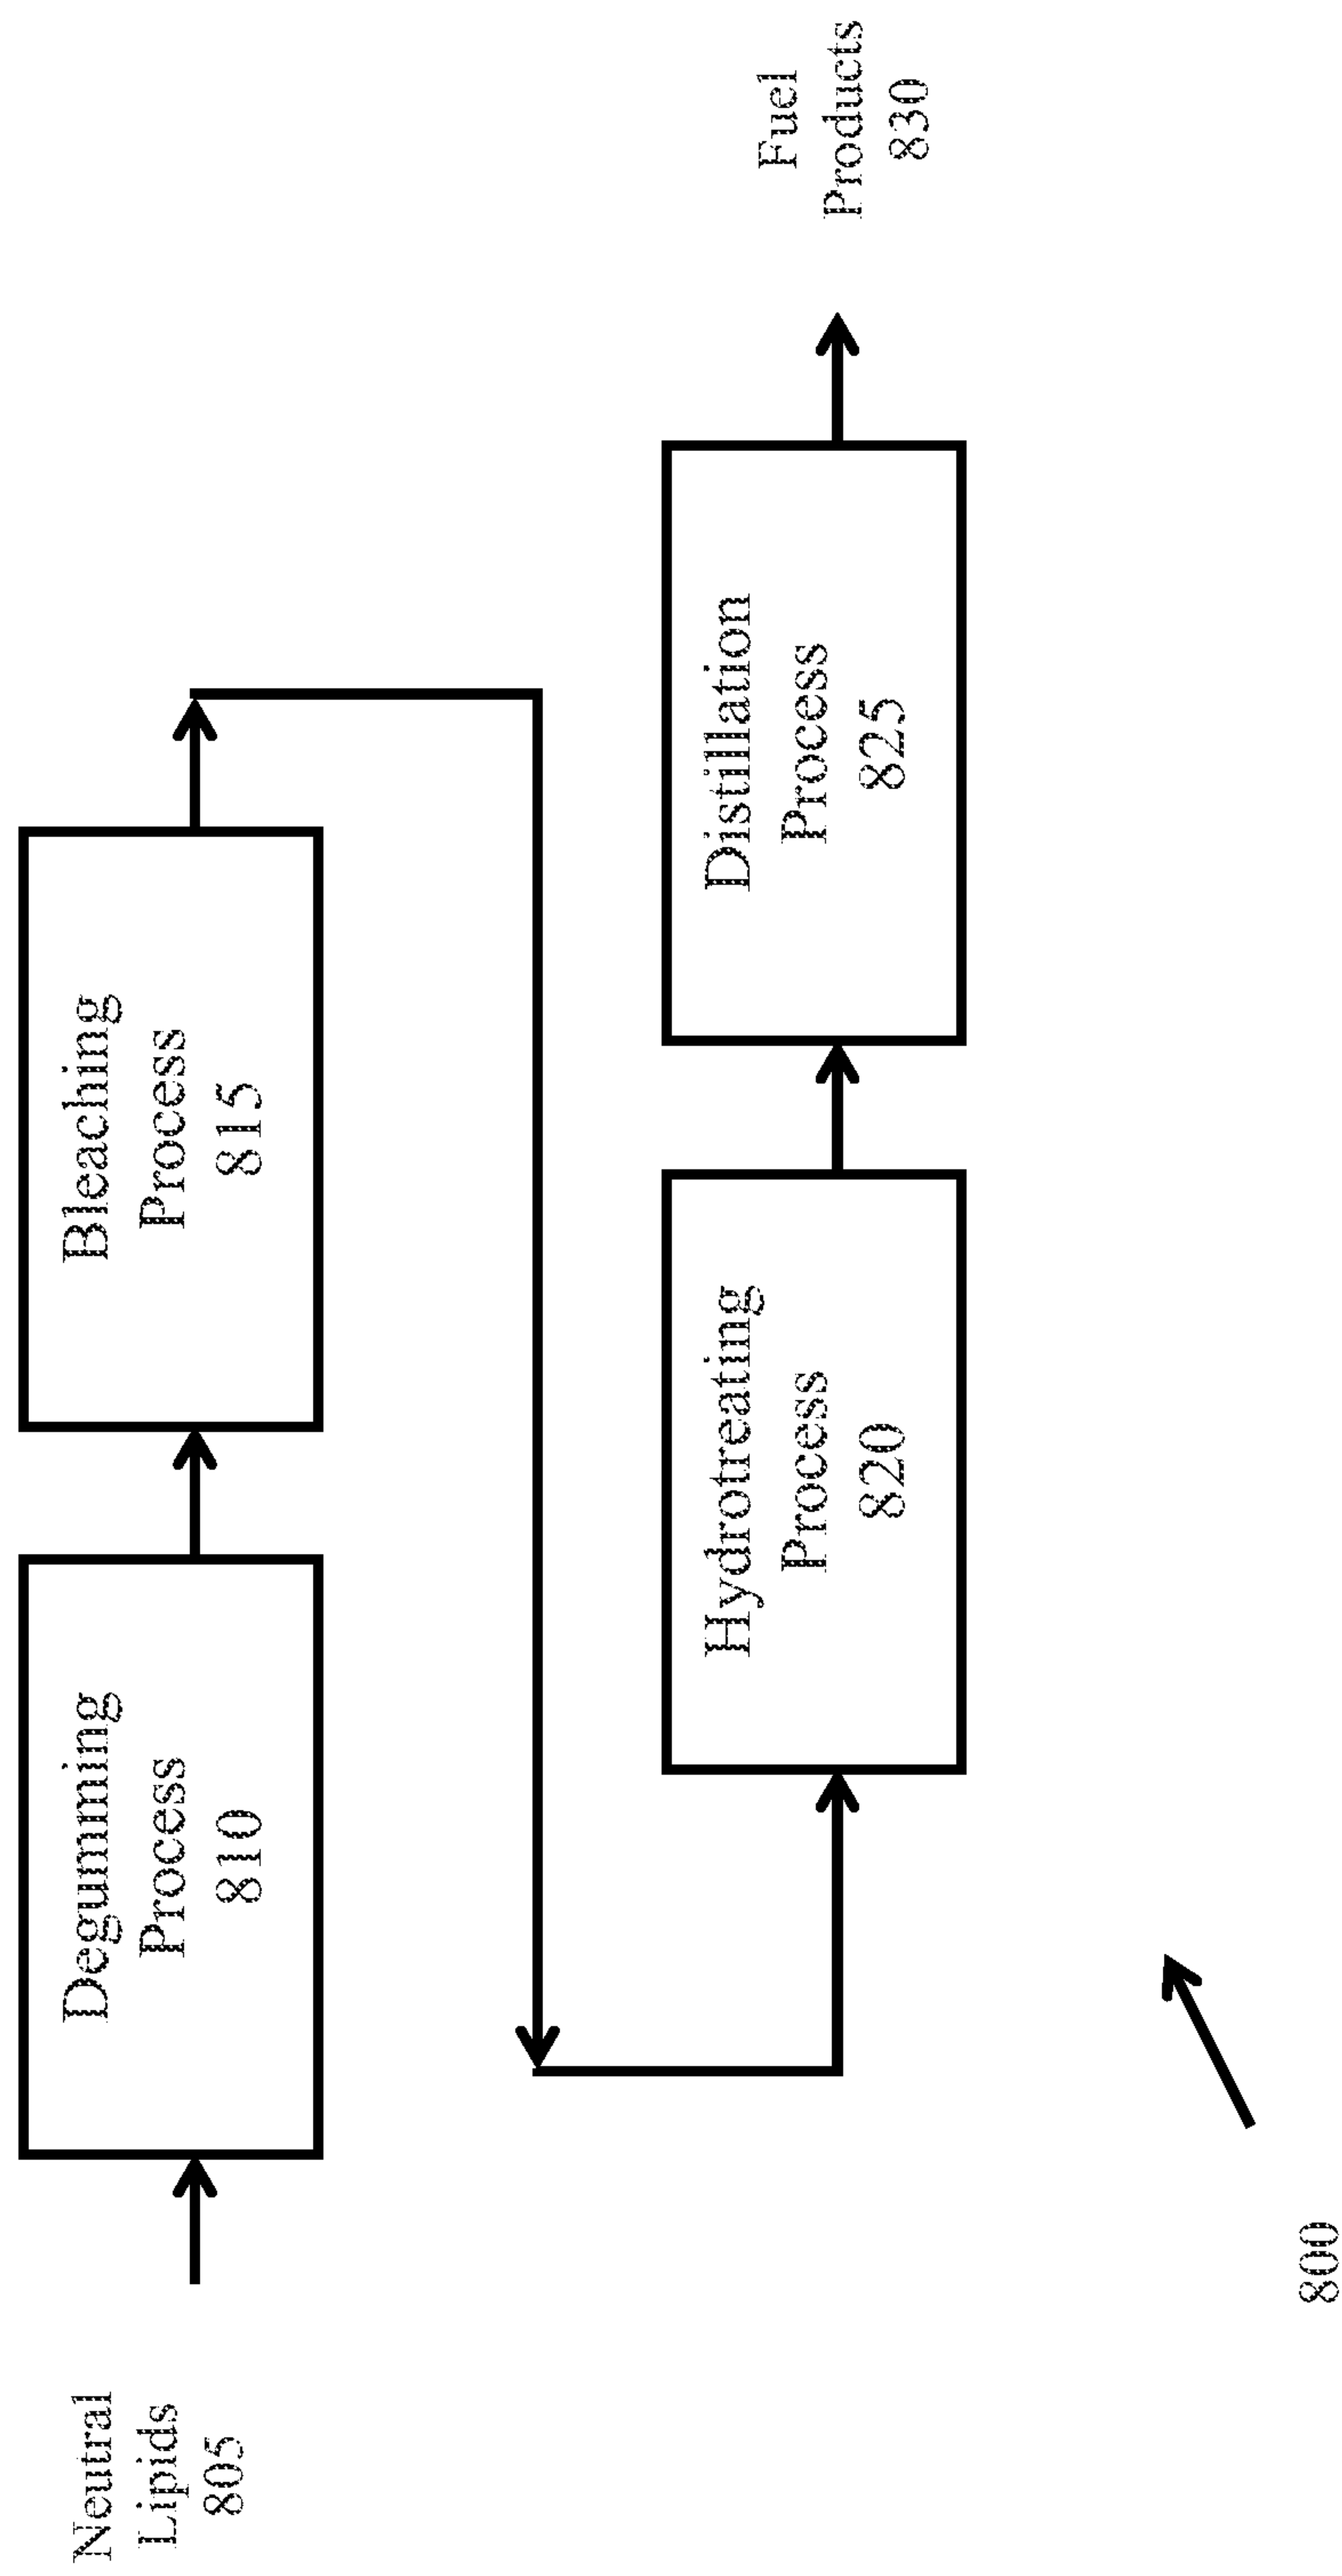 Neutral
Lipids
805
Degumming
Process
810
Bleaching
Process
815
Hydrotreating
Process
820
Distillation
Process
825
Fuel
Products
830
800